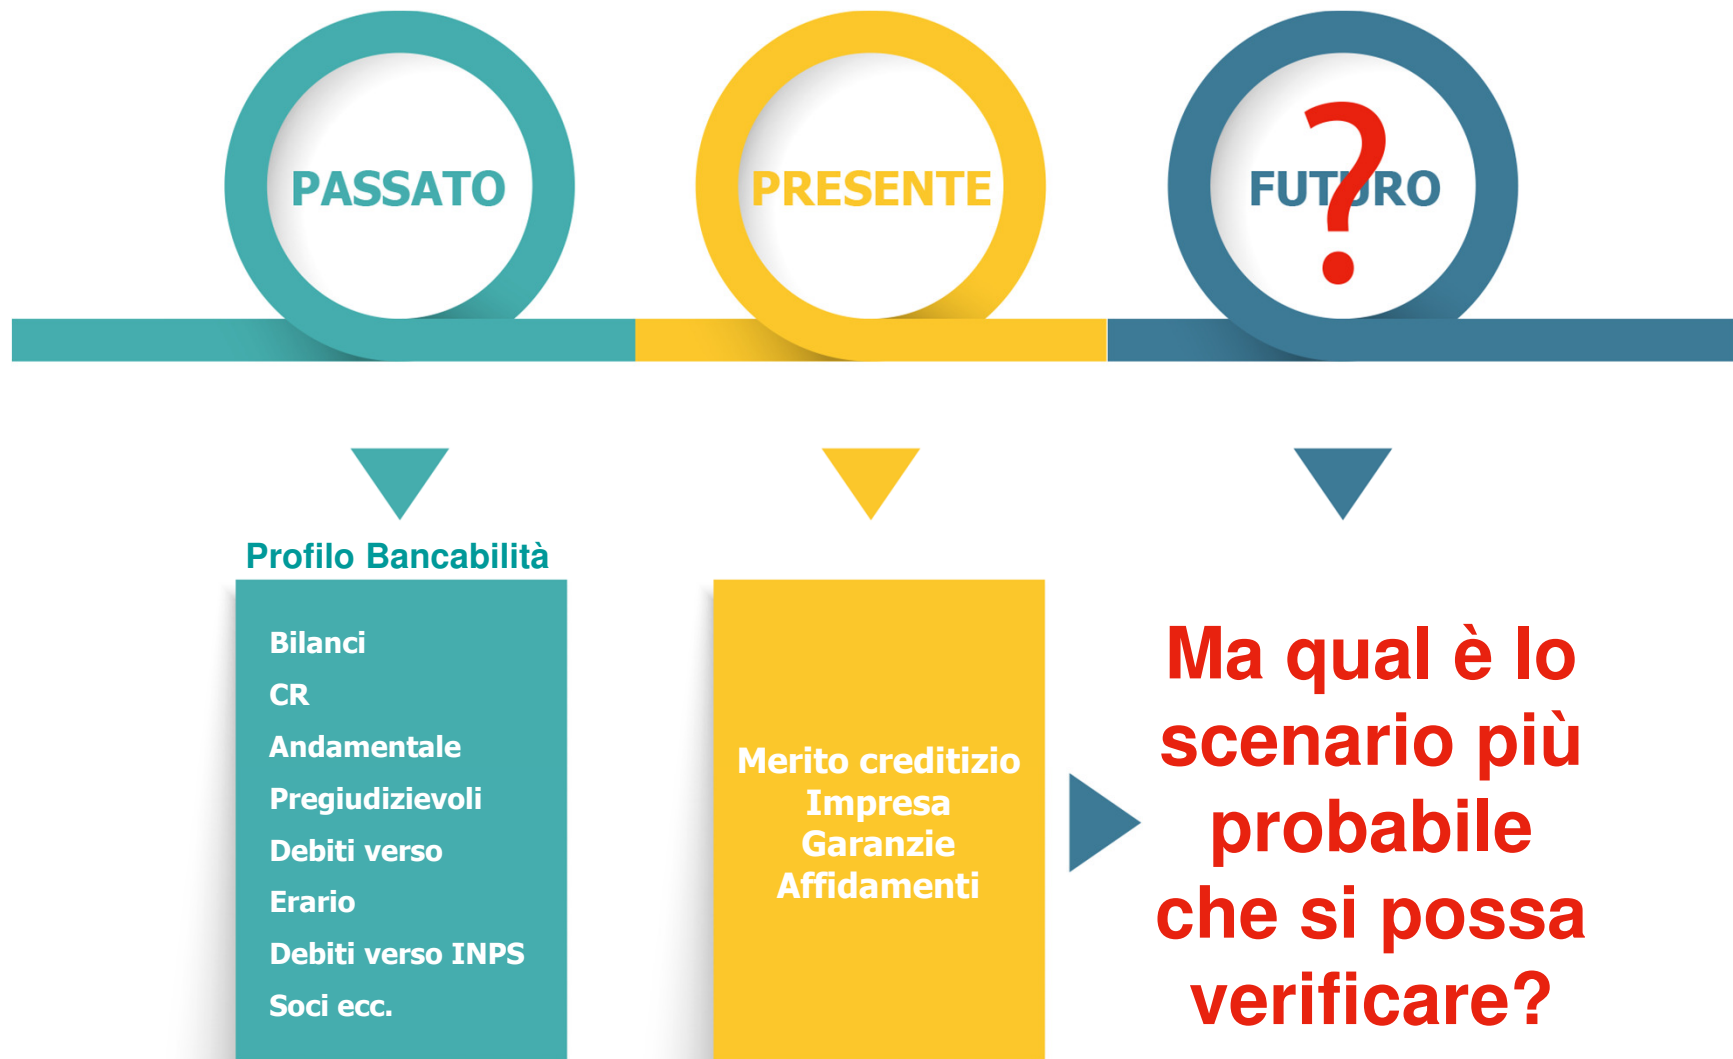 PASSATO
PRESENTE
FUTURO
?
Profilo Bancabilità
Bilanci
CR
Andamentale
Pregiudizievoli
Debiti verso
Erario
Debiti verso INPS
Soci ecc.
Merito creditizio
Impresa
Garanzie
Affidamenti
Ma qual è lo
scenario più
probabile
che si possa
verificare?